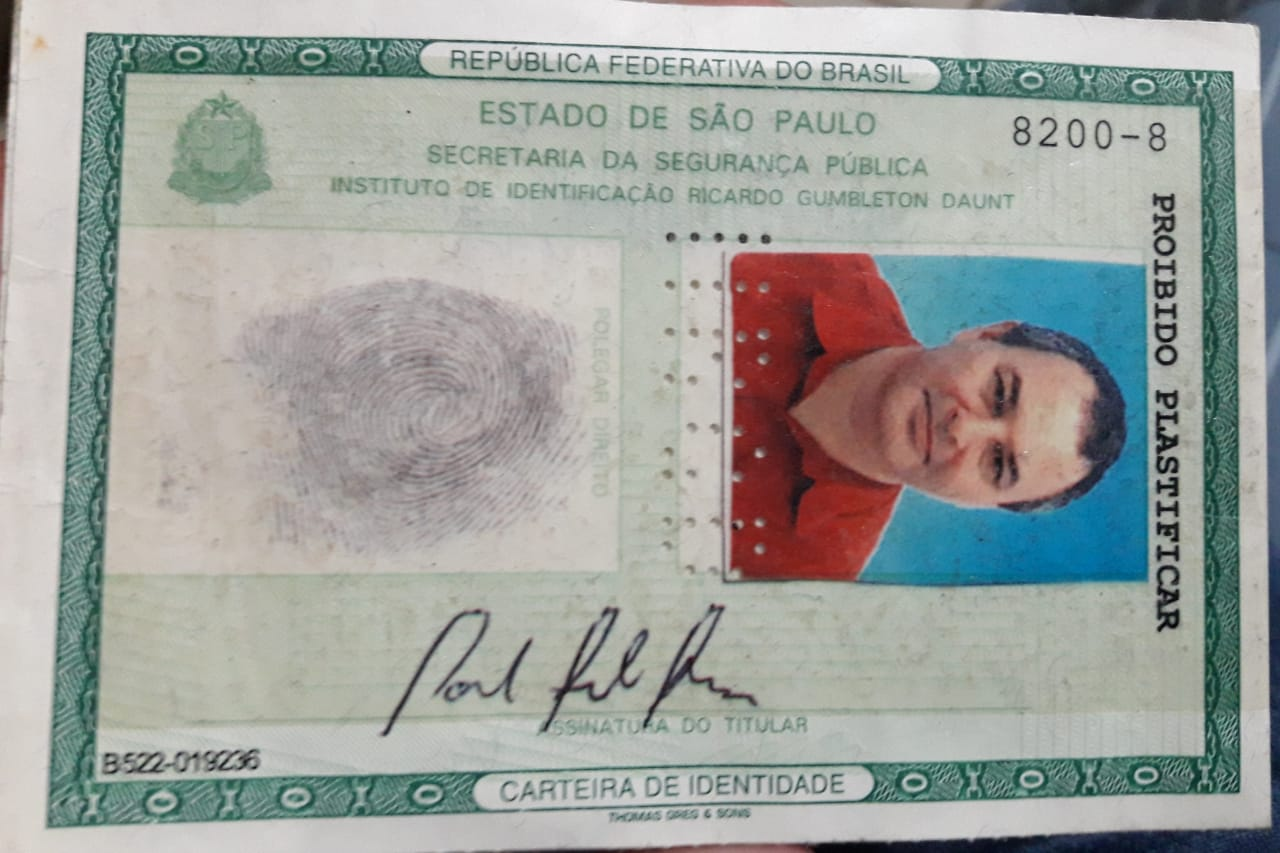 REPÚBLICA FEDERATIVA DO BRASIL
ESTADO DE SÃO PAULO
8200-8
SECRETARIA DA SEGURANÇA PÚBLICA
INSTITUTO DE IDENTIFICAÇÃO RICARDO GUMBLETON DAUNT
SP
POLEGAR DIREITO
PROIBIDO PLASTIFICAR
ASSINATURA DO TITULAR
B522-019236
CARTEIRA DE IDENTIDADE
THOMAS GREG & SONS